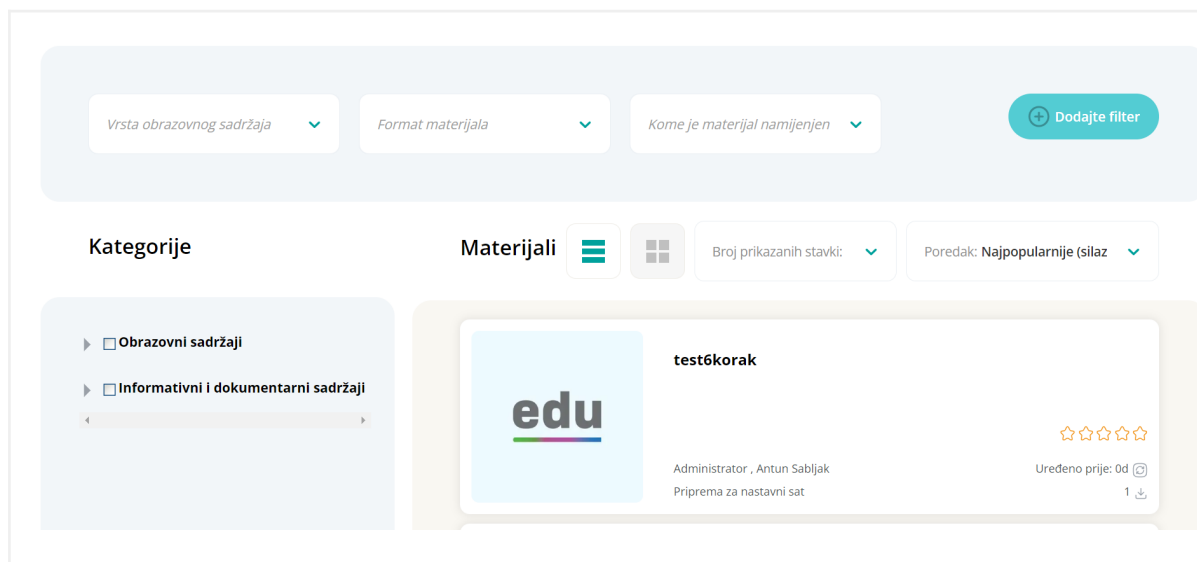 Vrsta obrazovnog sadržaja
Format materijala
Kome je materijal namijenjen
Dodajte filter
Kategorije
Materijali
Broj prikazanih stavki:
Poredak: Najpopularnije (silaz
Obrazovni sadržaji
Informativni i dokumentarni sadržaji
edu
test6korak
Administrator , Antun Sabljak
Uređeno prije: 0d
Priprema za nastavni sat
1